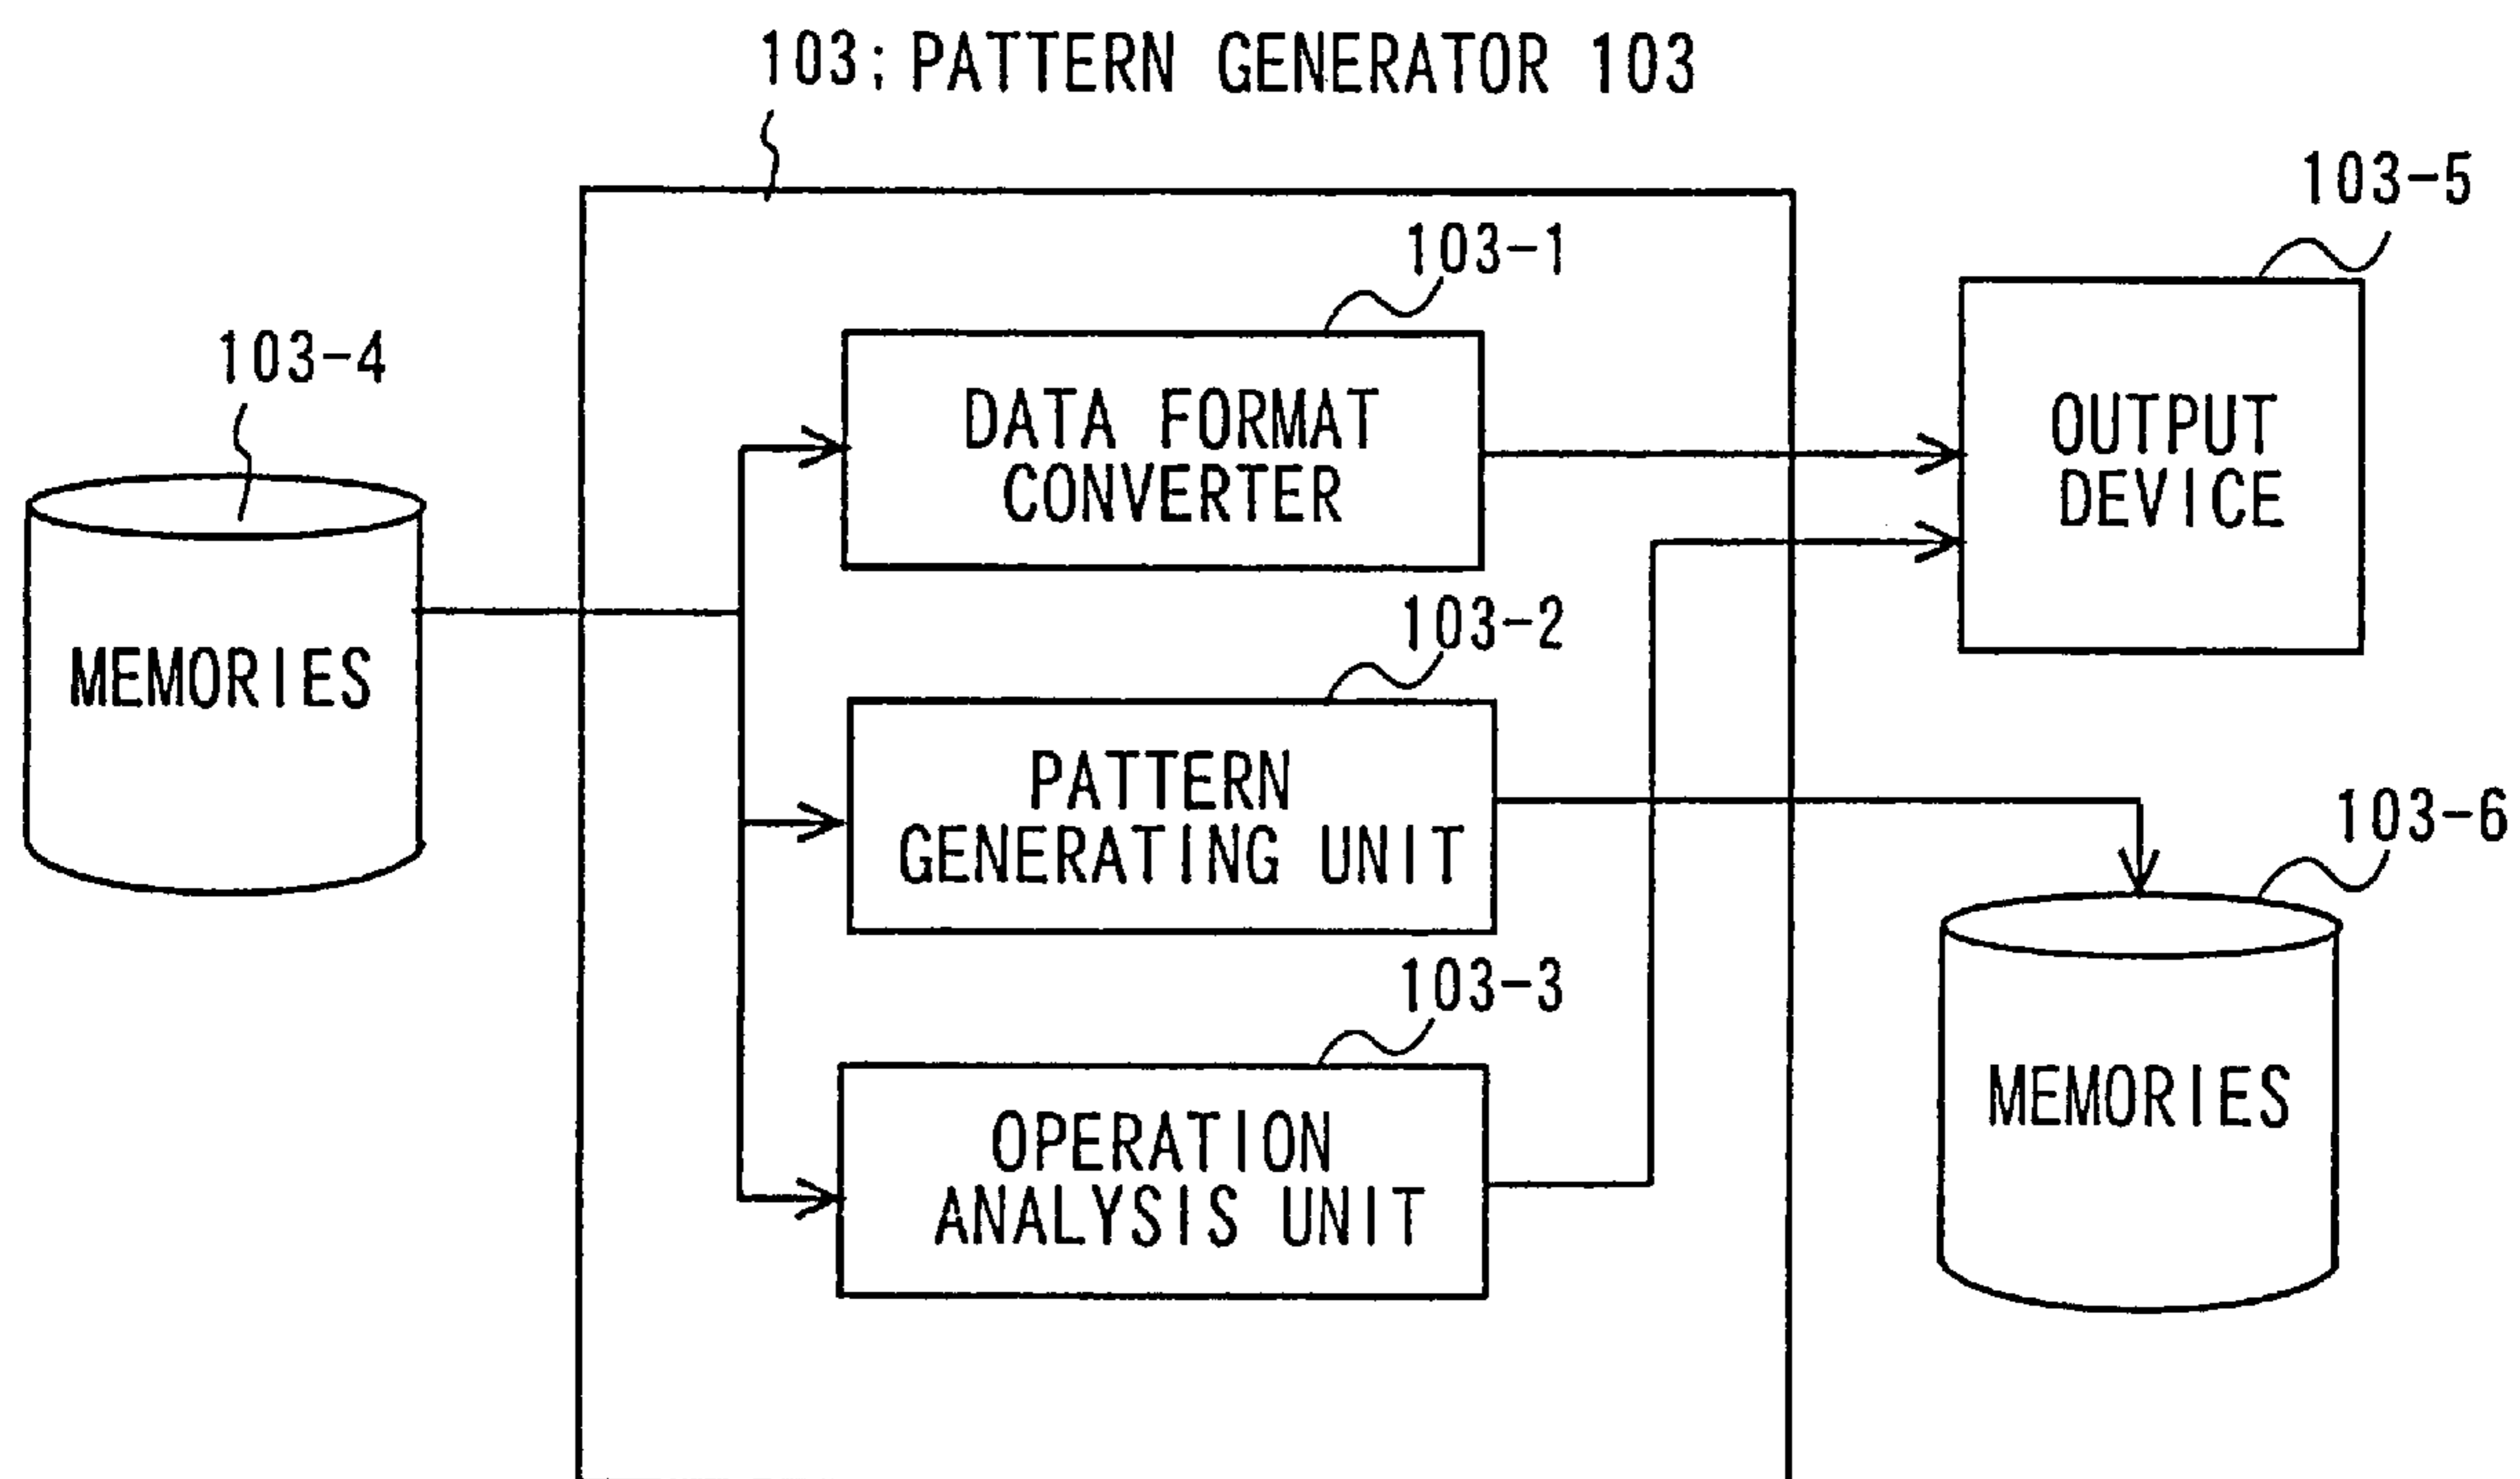 103; PATTERN GENERATOR 103
103-5
103-1
103-4
DATA FORMAT
CONVERTER
OUTPUT
DEVICE
103-2
MEMORIES
PATTERN
GENERATING UNIT
103-6
103-3
OPERATION
ANALYSIS UNIT
MEMORIES